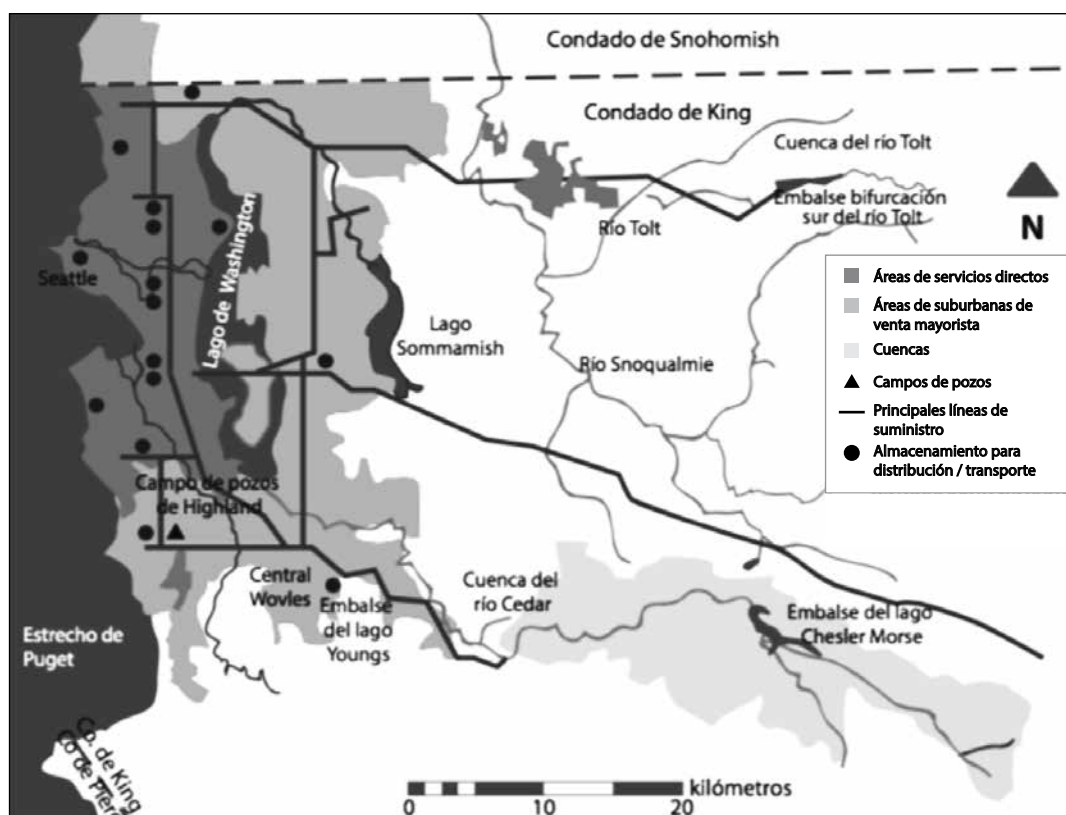 Condado de Snohomish
Condado de King
Cuenca del río Tolt
Embalse bifurcación
sur del río Tolt
N
Río Tolt
Lago de Washington
Seattle
Lago
Sommamish
Río Snoqualmie
Áreas de servicios directos
Áreas de suburbanas de
venta mayorista
Cuencas
Campos de pozos
Principales líneas de
suministro
Almacenamiento para
distribución / transporte
Campo de pozos
de Highland
Central
Wovles
Embalse
del lago
Youngs
Cuenca del
río Cedar
Embalse del lago
Chesler Morse
Estrecho de
Puget
Co. de King
Co de Pierc
kilómetros
0 10 20